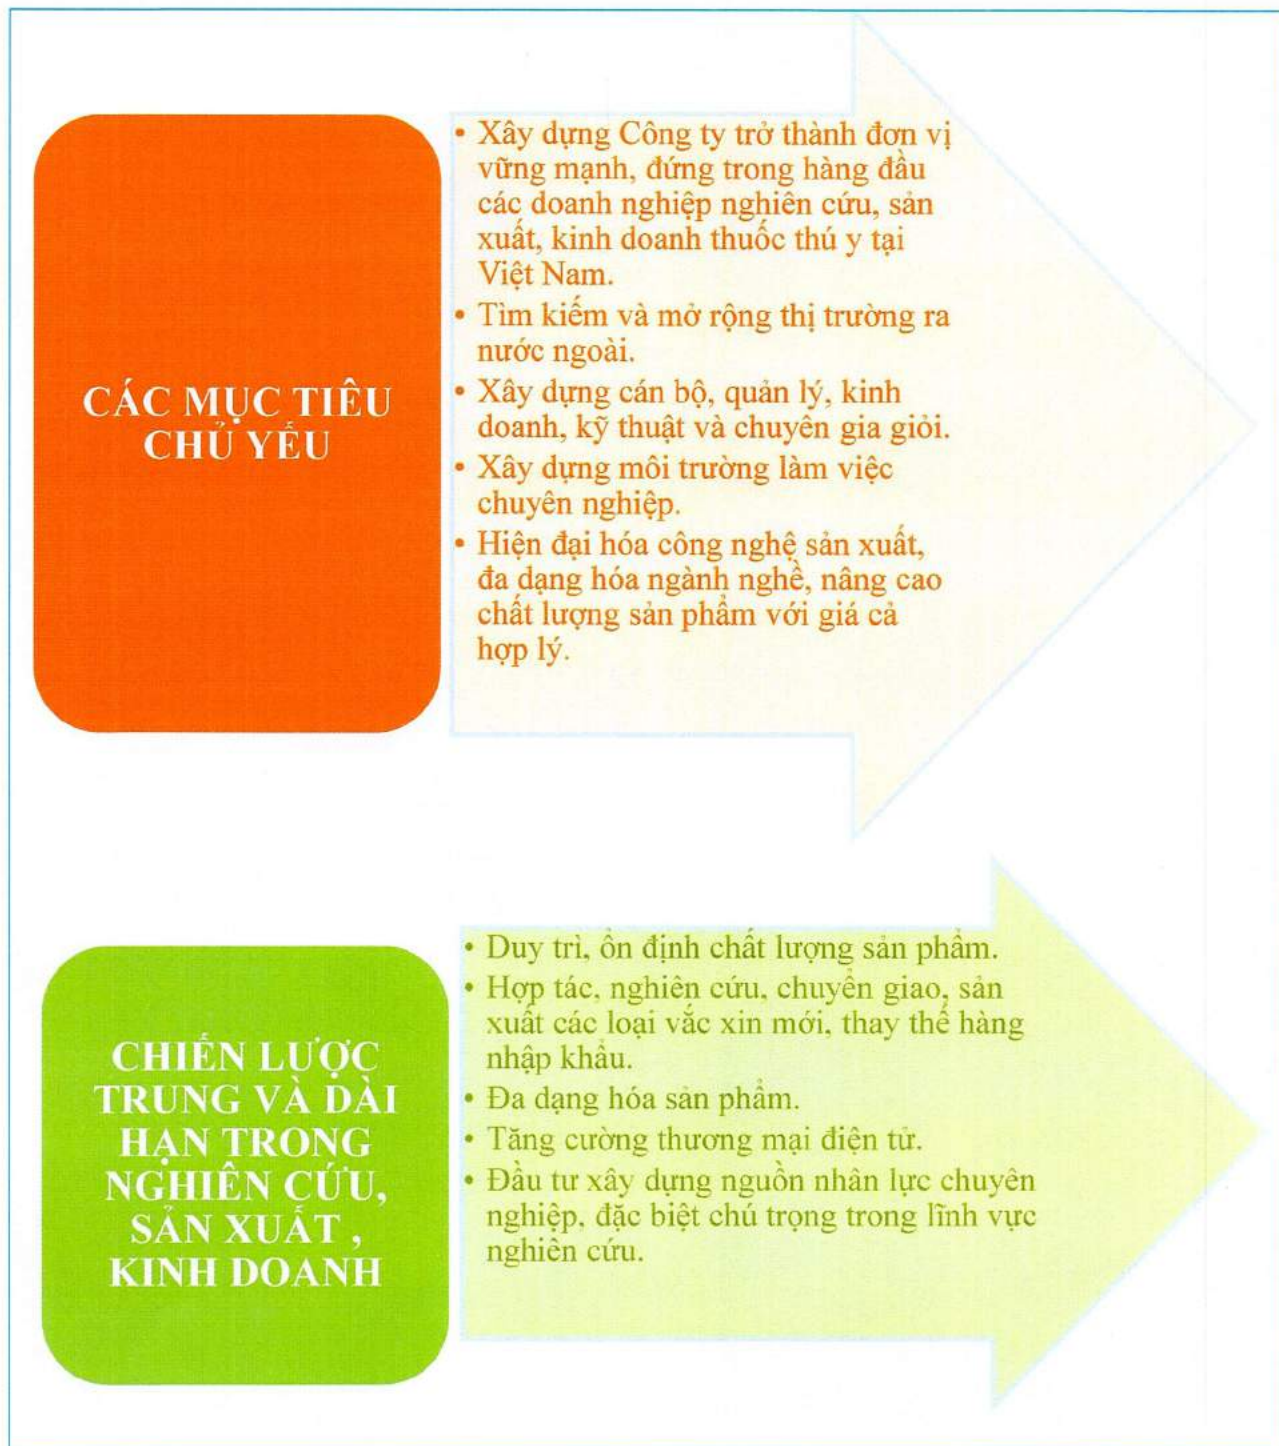 CÁC MỤC TIÊU
CHỦ YẾU
• Xây dựng Công ty trở thành đơn vị
vững mạnh, đứng trong hàng đầu
các doanh nghiệp nghiên cứu, sản
xuất, kinh doanh thuốc thú y tại
Việt Nam.
• Tìm kiếm và mở rộng thị trường ra
nước ngoài.
• Xây dựng cán bộ, quản lý, kinh
doanh, kỹ thuật và chuyên gia giỏi.
• Xây dựng môi trường làm việc
chuyên nghiệp.
• Hiện đại hóa công nghệ sản xuất,
đa dạng hóa ngành nghề, nâng cao
chất lượng sản phẩm với giá cả
hợp lý.
CHIẾN LƯỢC
TRUNG VÀ DÀI
HẠN TRONG
NGHIÊN CỨU,
SẢN XUẤT ,
KINH DOANH
• Duy trì, ổn định chất lượng sản phẩm.
• Hợp tác, nghiên cứu, chuyển giao, sản
xuất các loại vắc xin mới, thay thế hàng
nhập khẩu.
• Đa dạng hóa sản phẩm.
• Tăng cường thương mại điện tử.
• Đầu tư xây dựng nguồn nhân lực chuyên
nghiệp, đặc biệt chú trọng trong lĩnh vực
nghiên cứu.